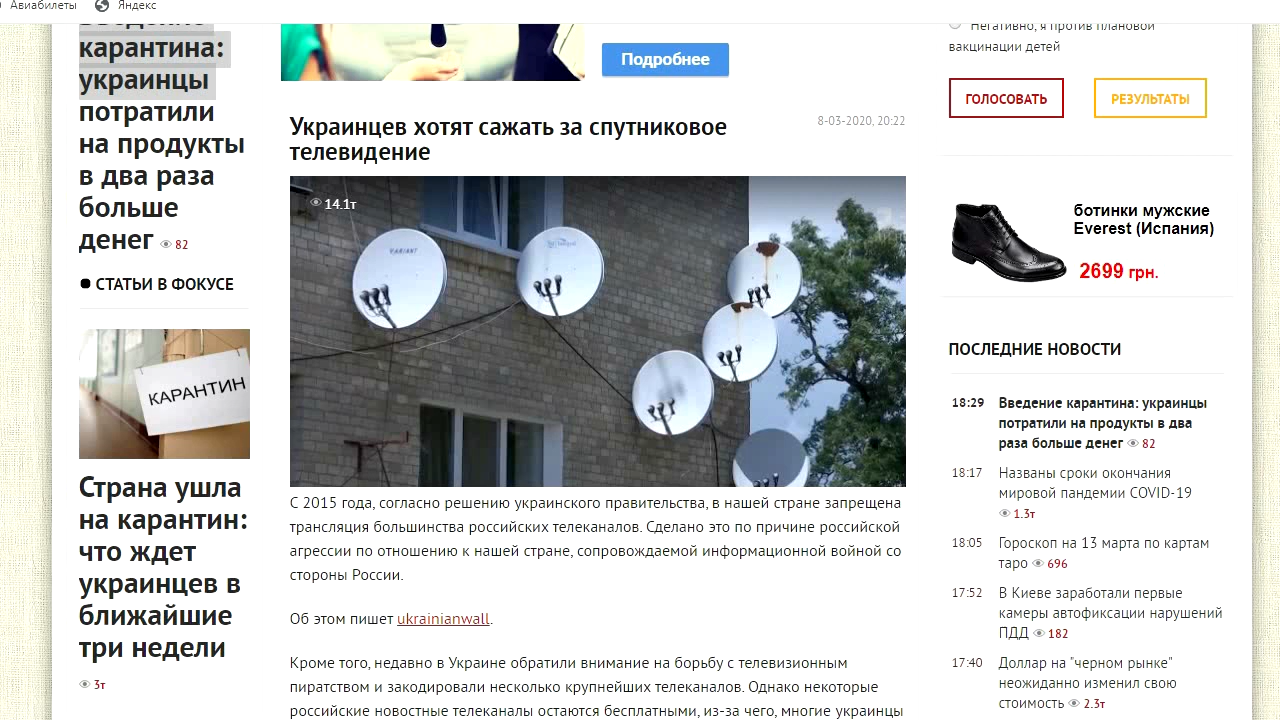 Авиабилеты
Яндекс
карантина:
украинцы
потратили
на продукты
в два раза
больше
денег 82
СТАТЬИ В ФОКУСЕ
КАРАНТИН
Страна ушла
на карантин:
что ждет
украинцев в
ближайшие
три недели
3т
Подробнее
Украинцев хотят сажать за спутниковое
телевидение
8-03-2020, 20:22
14.1т
VARIANT
С 2015 года, согласно решению украинского правительства, в нашей стране запрещена
трансляция большинства российских телеканалов. Сделано это по причине российской
агрессии по отношению к нашей стране, сопровождаемой информационной войной со
стороны России.
Об этом пишет ukrainianwall.
Кроме того, недавно в Украине обратили внимание на борьбу с телевизионным
пиратством и закодировали несколько крупнейших телеканалов. Однако некоторые
российские новостные телеканалы остаются бесплатными, из-за чего, многие украинцы
Негативно, я против плановой
вакцинации детей
ГОЛОСОВАТЬ
РЕЗУЛЬТАТЫ
ботинки мужские
Everest (Испания)
2699 грн.
ПОСЛЕДНИЕ НОВОСТИ
18:29 Введение карантина: украинцы
потратили на продукты в два
раза больше денег 82
18:17 Названы сроки окончания
мировой пандемии COVID-19
1.3т
18:05 Гороскоп на 13 марта по картам
таро 696
17:52 В Киеве заработали первые
камеры автофиксации нарушений
ПДД 182
17:40 Доллар на "черном рынке"
неожиданно изменил свою
стоимость 2.3т